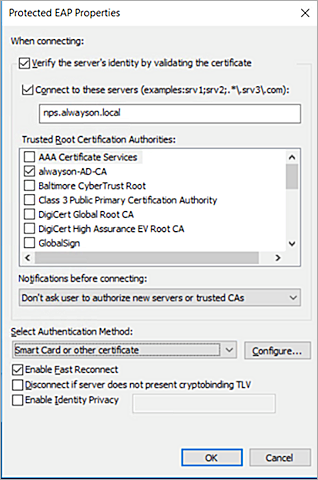 Protected EAP Properties
When connecting:
Verify the server's identity by validating the certificate
Connect to these servers (examples:srv1;srv2;.*\.srv3\.com):
nps.alwayson.local
Trusted Root Certification Authorities:
AAA Certificate Services
alwayson-AD-CA
Baltimore CyberTrust Root
Class 3 Public Primary Certification Authority
DigiCert Global Root CA
DigiCert High Assurance EV Root CA
GlobalSign
Notifications before connecting:
Don't ask user to authorize new servers or trusted CAs
Select Authentication Method:
Smart Card or other certificate
Configure...
Enable Fast Reconnect
Disconnect if server does not present cryptobinding TLV
Enable Identity Privacy
OK Cancel